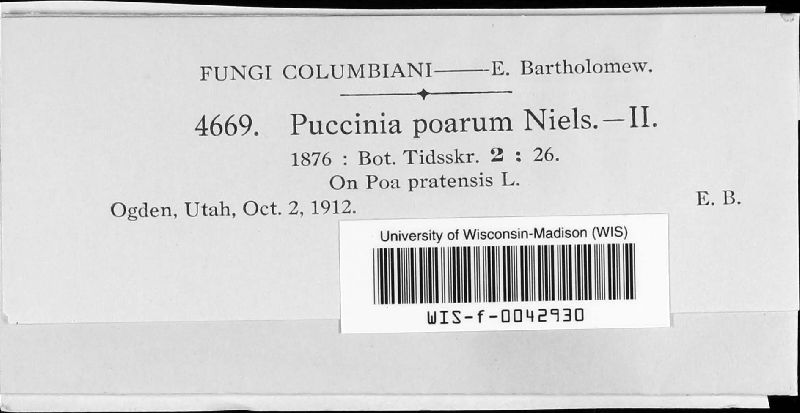 FUNGI COLUMBIANI——E. Bartholomew.
4669. Puccinia poarum Niels.—II.
1876 : Bot. Tidsskr. 2 : 26.
On Poa pratensis L.
Ogden, Utah, Oct. 2, 1912. E. B.
University of Wisconsin-Madison (WIS)
WIS-f-0042930